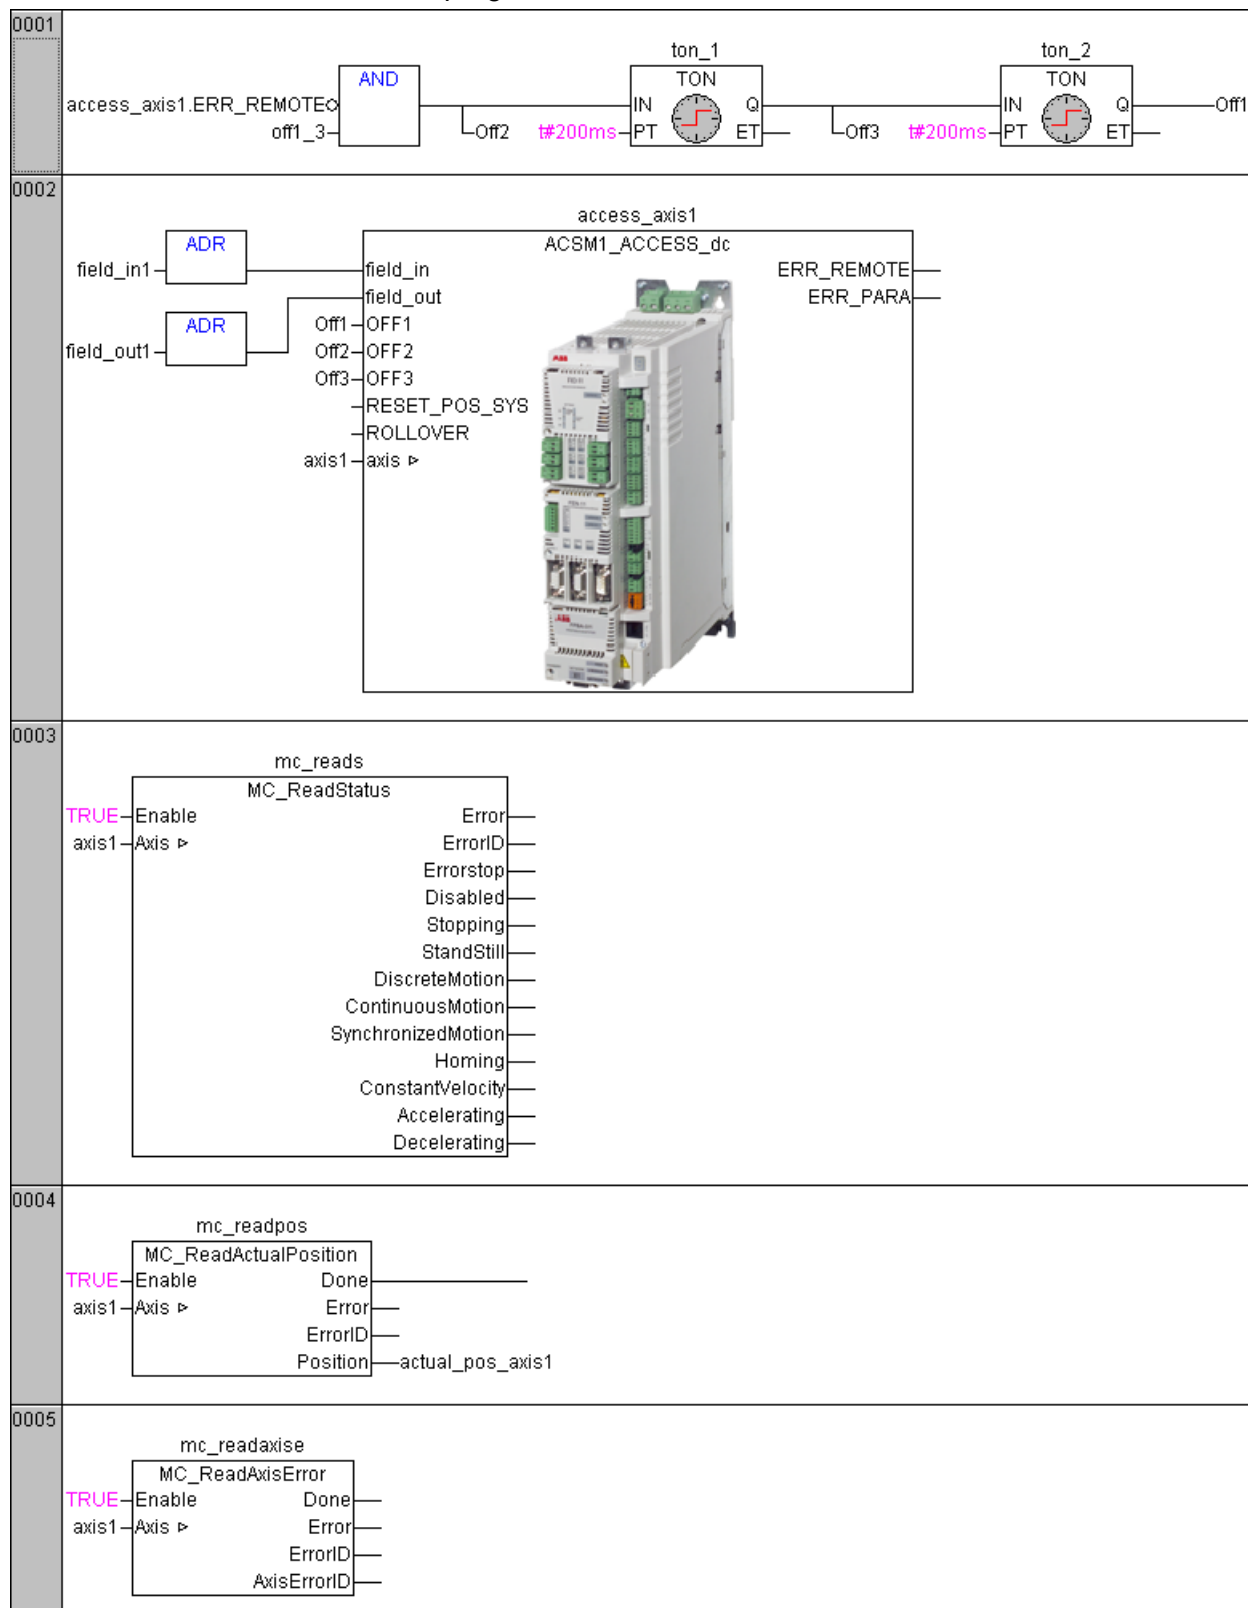 0001
ton_1 ton_2
AND TON TON
access_axis1.ERR_REMOTE IN Q IN Q Off1
off1_3 Off2 t#200ms PT ET Off3 t#200ms PT ET
0002
access_axis1
ADR ACSM1_ACCESS_dc
field_in1 field_in ERR_REMOTE
field_out ERR_PARA
ADR Off1 OFF1
field_out1 Off2 OFF2
Off3 OFF3
RESET_POS_SYS
ROLLOVER
axis1 axis
ABB
ABB
0003
mc_reads
MC_ReadStatus
TRUE Enable Error
axis1 Axis ErrorID
Errorstop
Disabled
Stopping
StandStill
DiscreteMotion
ContinuousMotion
SynchronizedMotion
Homing
ConstantVelocity
Accelerating
Decelerating
0004
mc_readpos
MC_ReadActualPosition
TRUE Enable Done
axis1 Axis Error
ErrorID
Position actual_pos_axis1
0005
mc_readaxise
MC_ReadAxisError
TRUE Enable Done
axis1 Axis Error
ErrorID
AxisErrorID